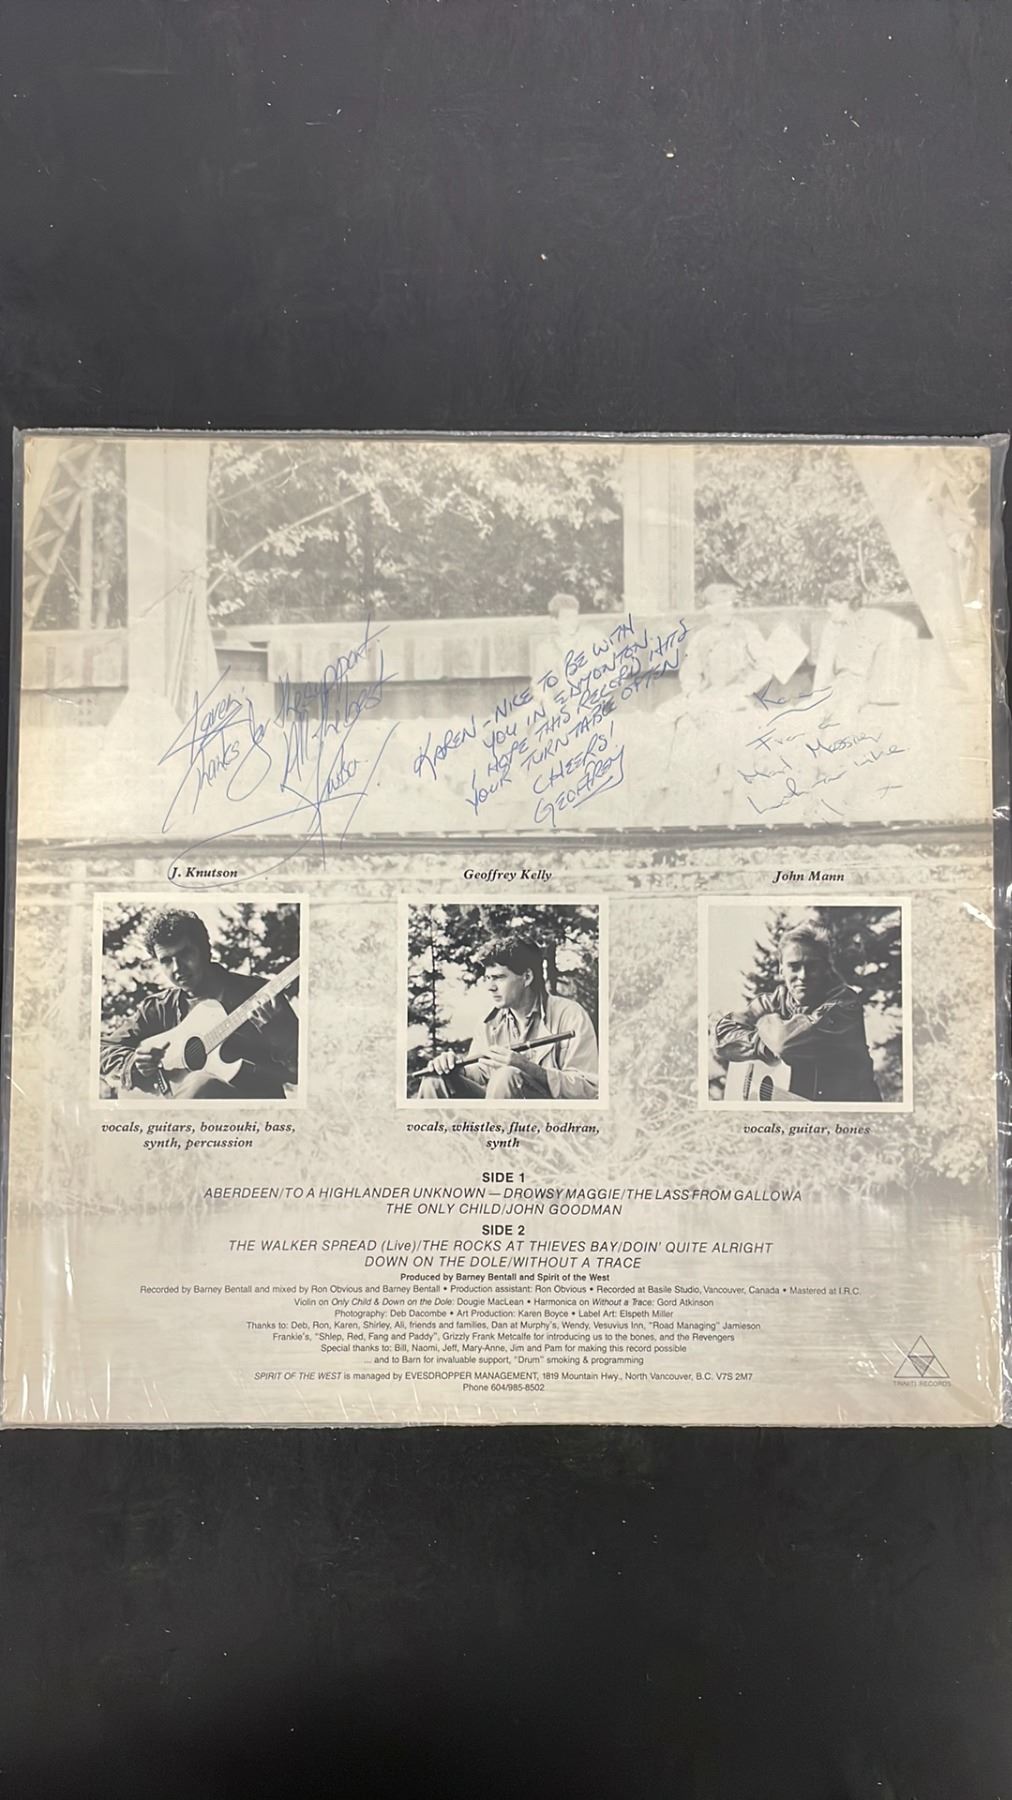 Karen,
Thanks for the support.
All the best
Knutson
KAREN - NICE TO BE WITH
YOU IN EDMONTON.
I HOPE THIS RECORD HITS
YOUR TURNTABLE OFTEN.
CHEERS!
GEOFFREY
Karen
From a
Messier
J. Knutson
Geoffrey Kelly
John Mann
vocals, guitars, bouzouki, bass,
synth, percussion
vocals, whistles, flute, bodhran,
synth
vocals, guitar, bones
SIDE 1
ABERDEEN/TO A HIGHLANDER UNKNOWN — DROWSY MAGGIE/THE LASS FROM GALLOWA
THE ONLY CHILD/JOHN GOODMAN
SIDE 2
THE WALKER SPREAD (Live)/THE ROCKS AT THIEVES BAY/DOIN' QUITE ALRIGHT
DOWN ON THE DOLE/WITHOUT A TRACE
Produced by Barney Bentall and Spirit of the West
Recorded by Barney Bentall and mixed by Ron Obvious and Barney Bentall • Production assistant: Ron Obvious • Recorded at Basile Studio, Vancouver, Canada • Mastered at I.R.C.
Violin on Only Child & Down on the Dole: Dougie MacLean • Harmonica on Without a Trace: Gord Atkinson
Photography: Deb Dacombe • Art Production: Karen Boyce • Label Art: Elspeth Miller
Thanks to: Deb, Ron, Karen, Shirley, Ali, friends and families, Dan at Murphy's, Wendy, Vesuvius Inn, "Road Managing" Jamieson
Frankie's, "Shlep, Red, Fang and Paddy", Grizzly Frank Metcalfe for introducing us to the bones, and the Revengers
Special thanks to: Bill, Naomi, Jeff, Mary-Anne, Jim and Pam for making this record possible
... and to Barn for invaluable support, "Drum" smoking & programming
SPIRIT OF THE WEST is managed by EVESDROPPER MANAGEMENT, 1819 Mountain Hwy., North Vancouver, B.C. V7S 2M7
Phone 604/985-8502
TRINITI RECORDS